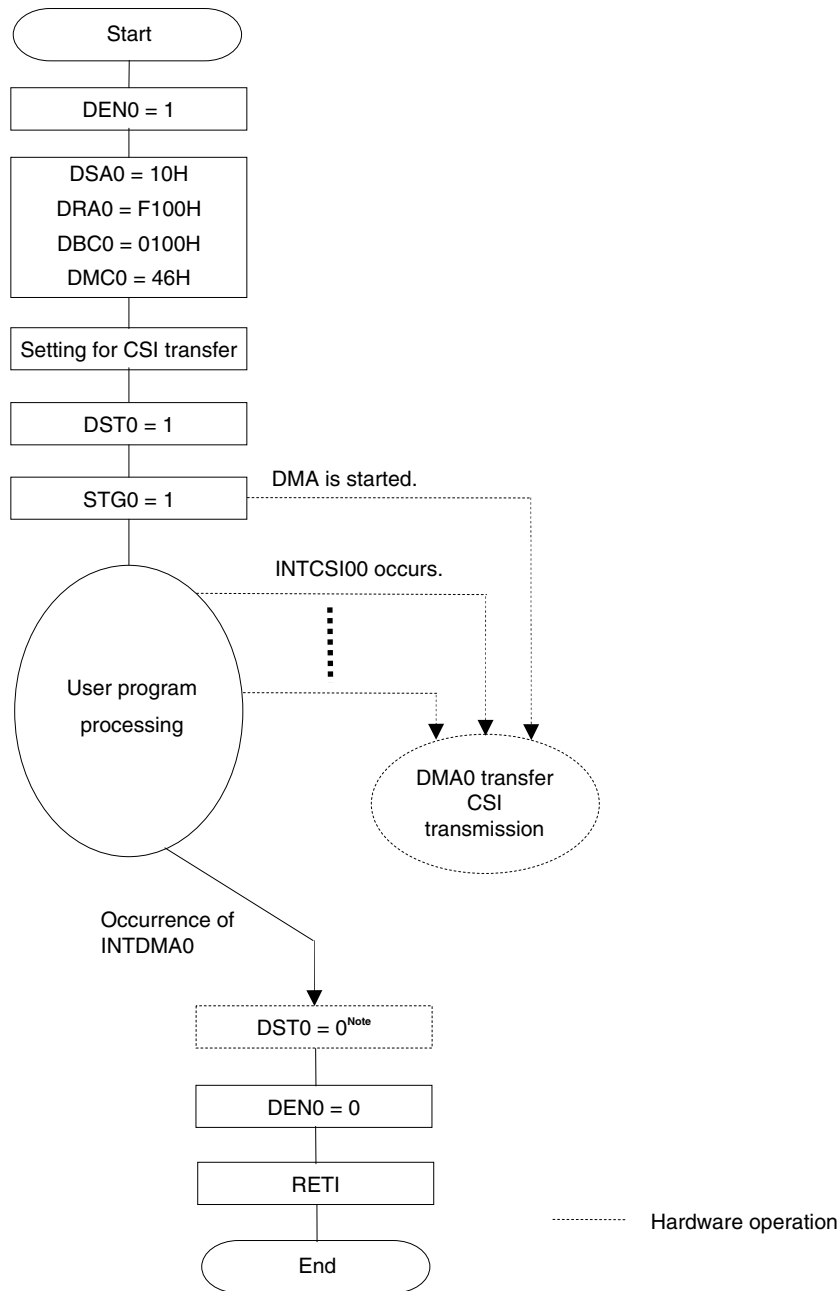 Start
DEN0 = 1
DSA0 = 10H
DRA0 = F100H
DBC0 = 0100H
DMC0 = 46H
Setting for CSI transfer
DST0 = 1
STG0 = 1
DMA is started.
INTCSI00 occurs.
User program
processing
DMA0 transfer
CSI
transmission
Occurrence of
INTDMA0
DST0 = 0Note
DEN0 = 0
RETI
Hardware operation
End